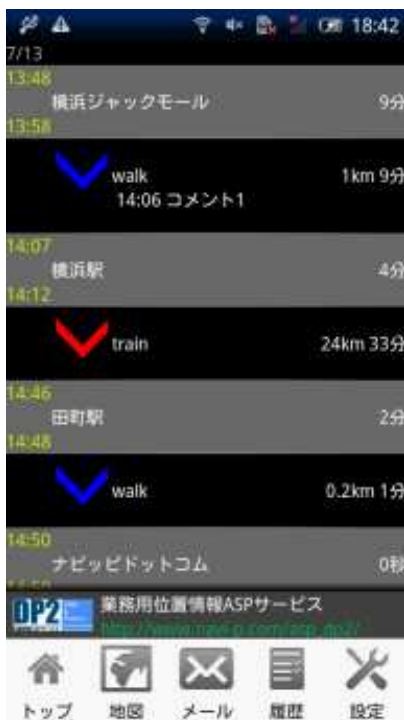 18:42
7/13
13:48
横浜ジャックモール 9分
13:58
walk 1km 9分
14:06 コメント1
14:07
横浜駅 4分
14:12
train 24km 33分
14:46
田町駅 2分
14:48
walk 0.2km 1分
14:50
ナビッピドットコム 0秒
DP2
業務用位置情報ASPサービス
トップ 地図 メール 履歴 設定